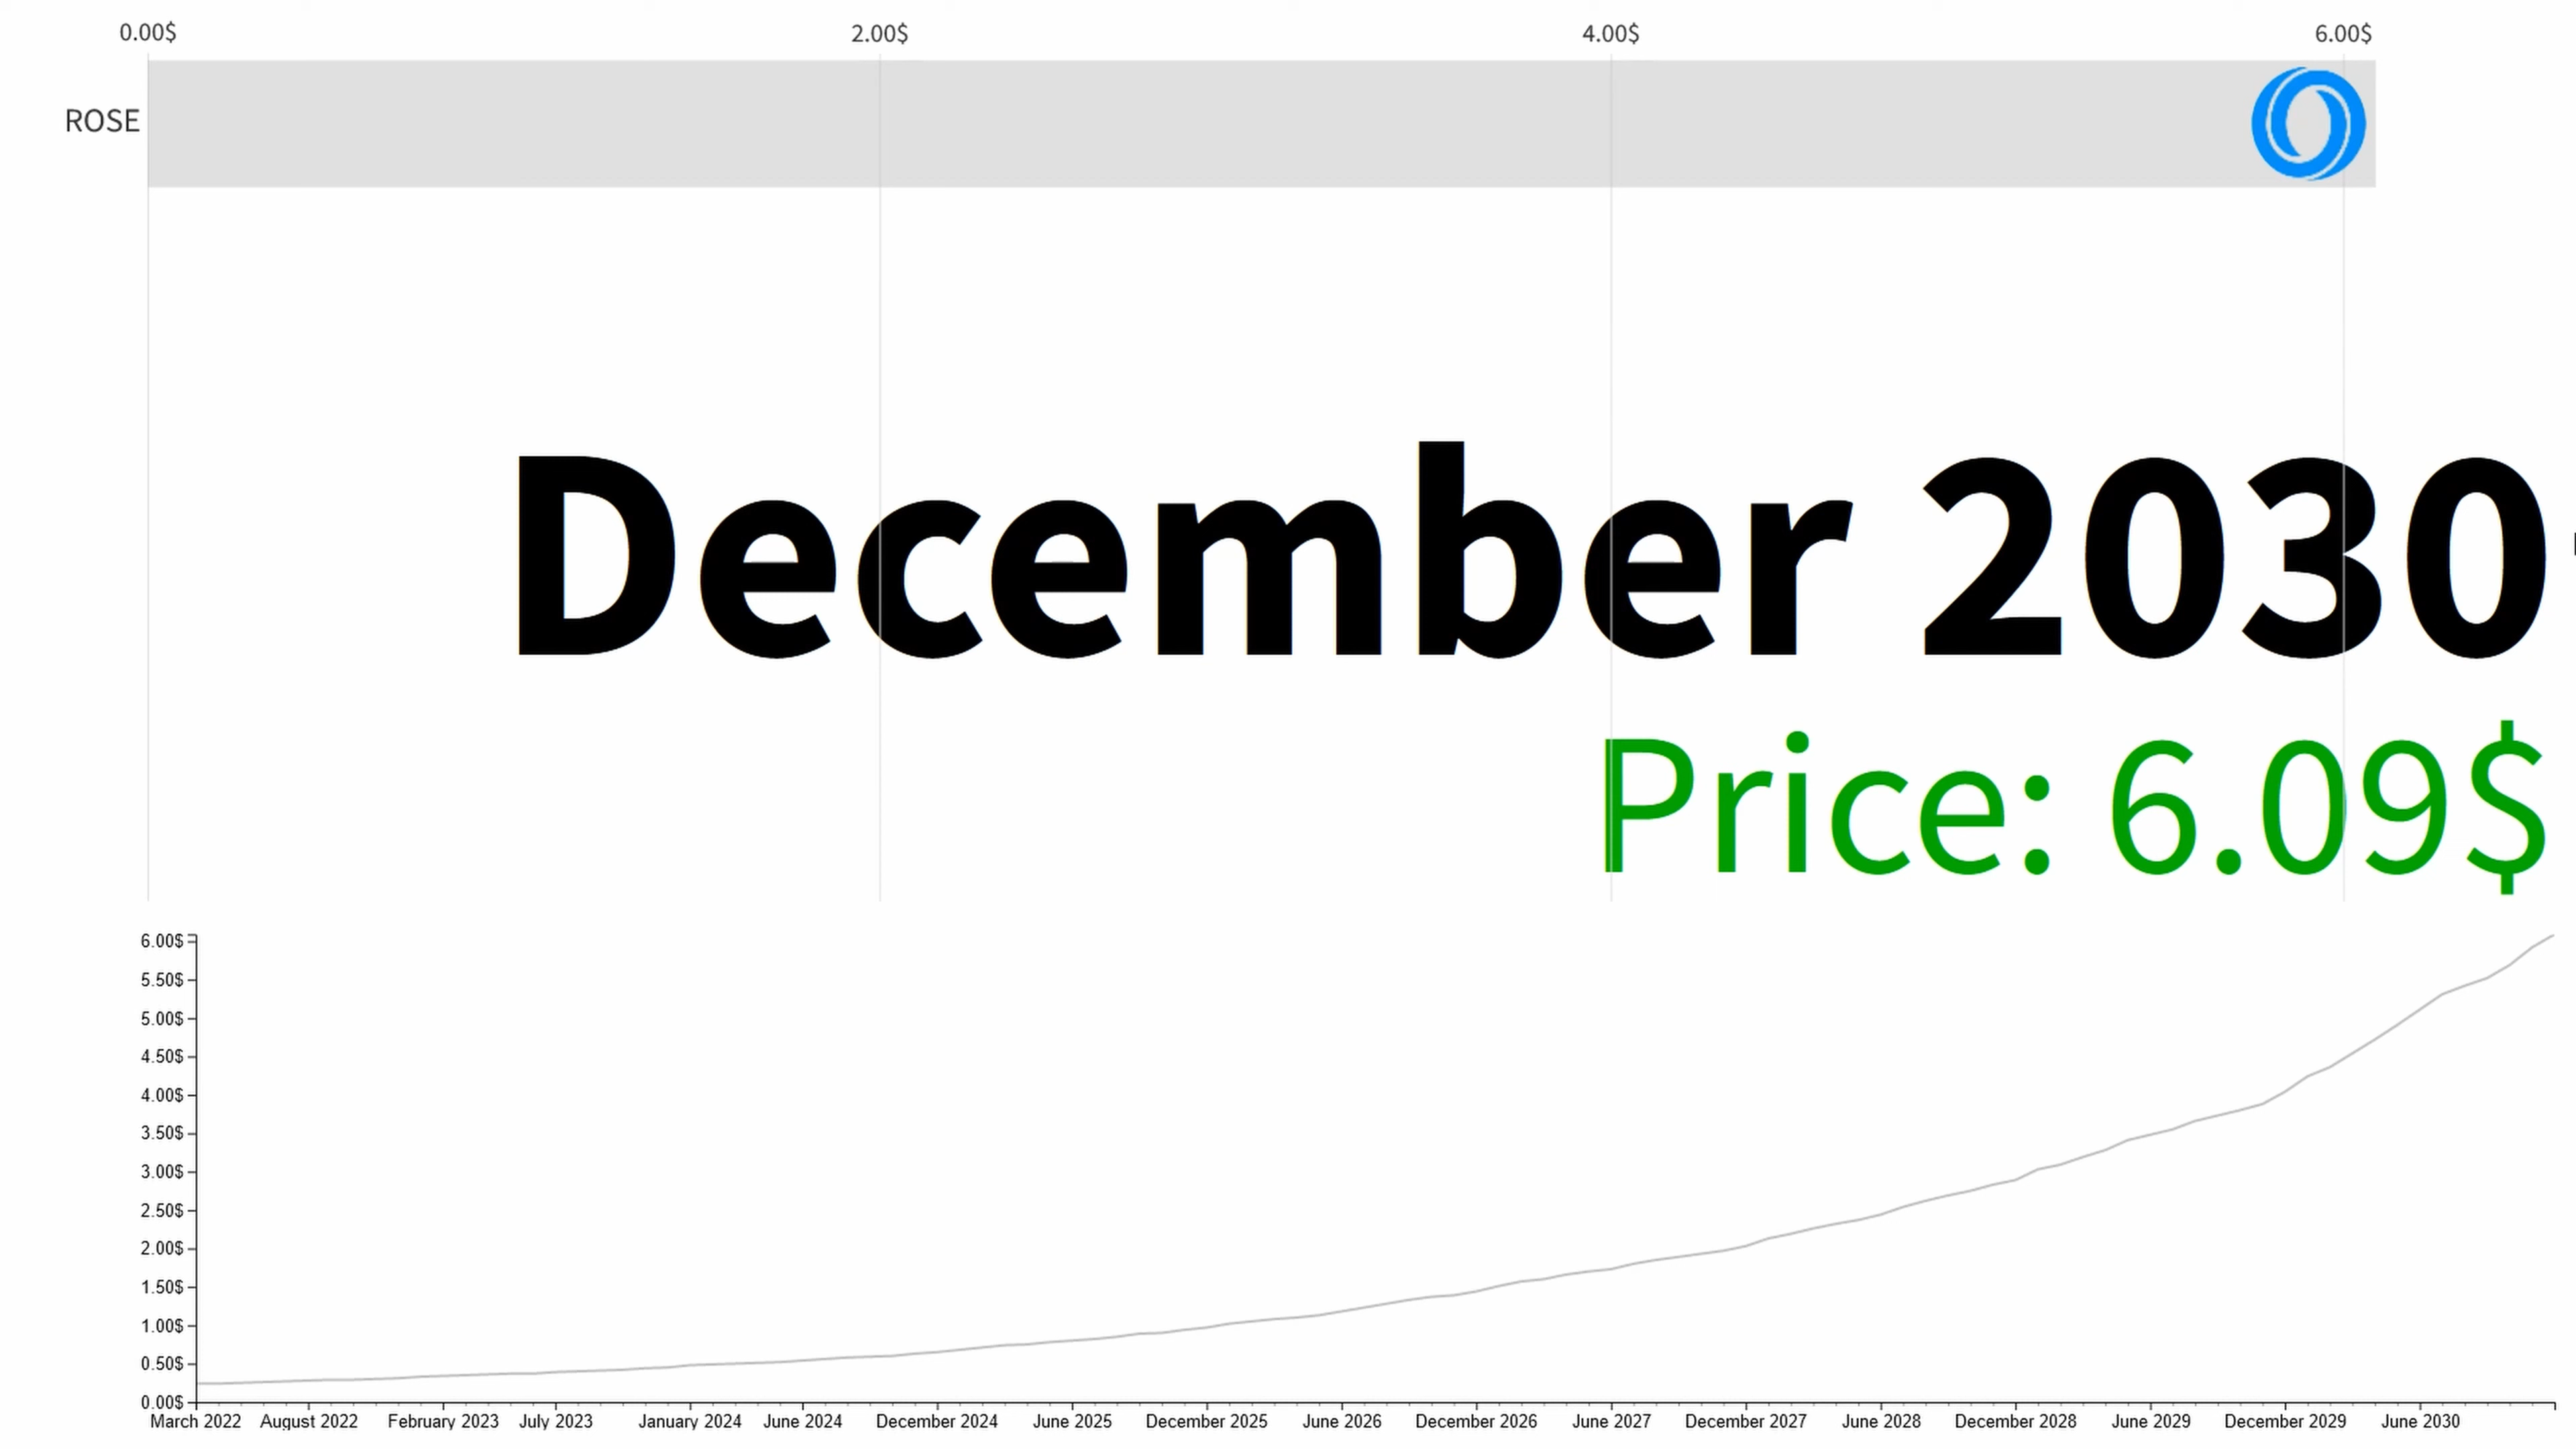 0.00$ 2.00$ 4.00$ 6.00$
ROSE
December 2030
Price: 6.09$
6.00$
5.50$
5.00$
4.50$
4.00$
3.50$
3.00$
2.50$
2.00$
1.50$
1.00$
0.50$
0.00$
March 2022 August 2022 February 2023 July 2023 January 2024 June 2024 December 2024 June 2025 December 2025 June 2026 December 2026 June 2027 December 2027 June 2028 December 2028 June 2029 December 2029 June 2030